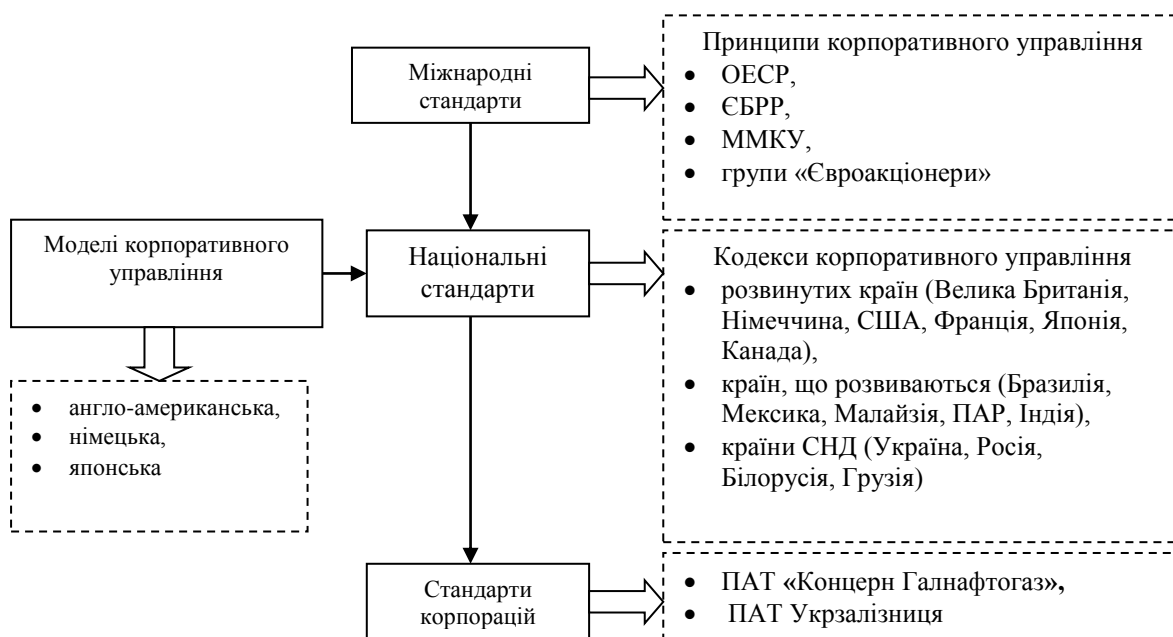 Міжнародні
стандарти
Принципи корпоративного управління
• ОЕСР,
• ЄБРР,
• ММКУ,
• групи «Євроакціонери»
Моделі корпоративного
управління
Національні
стандарти
Кодекси корпоративного управління
• розвинутих країн (Велика Британія,
Німеччина, США, Франція, Японія,
Канада),
• країн, що розвиваються (Бразилія,
Мексика, Малайзія, ПАР, Індія),
• країни СНД (Україна, Росія,
Білорусія, Грузія)
• англо-американська,
• німецька,
• японська
Стандарти
корпорацій
• ПАТ «Концерн Галнафтогаз»,
• ПАТ Укрзалізниця